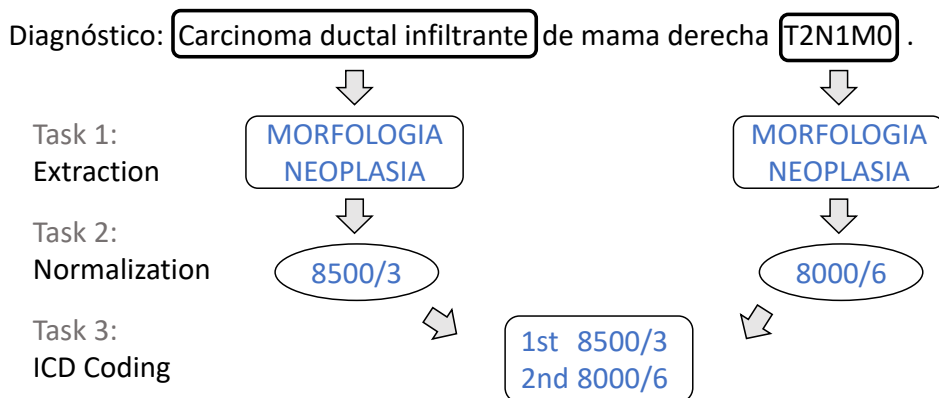 Diagnóstico: Carcinoma ductal infiltrante de mama derecha T2N1M0 .
Task 1:
Extraction
MORFOLOGIA
NEOPLASIA
MORFOLOGIA
NEOPLASIA
Task 2:
Normalization
8500/3
8000/6
Task 3:
ICD Coding
1st 8500/3
2nd 8000/6